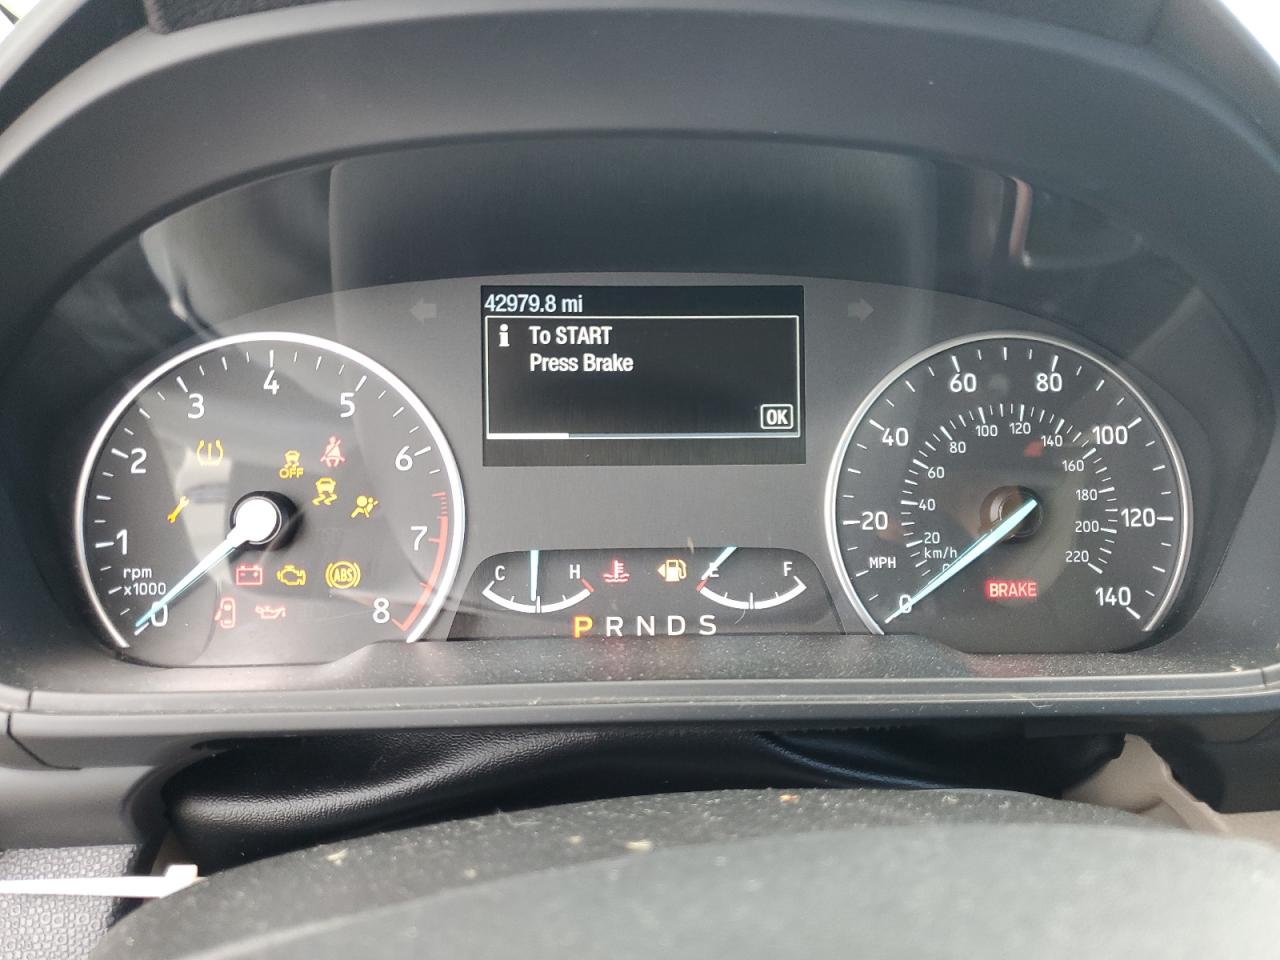 42979.8 mi
i To START
Press Brake
OK
0 1 2 3 4 5 6 7 8
rpm
x1000
OFF
ABS
C H
E F
P R N D S
0 20 40 60 80 100 120 140
MPH
0 20 40 60 80 100 120 140 160 180 200 220
km/h
BRAKE